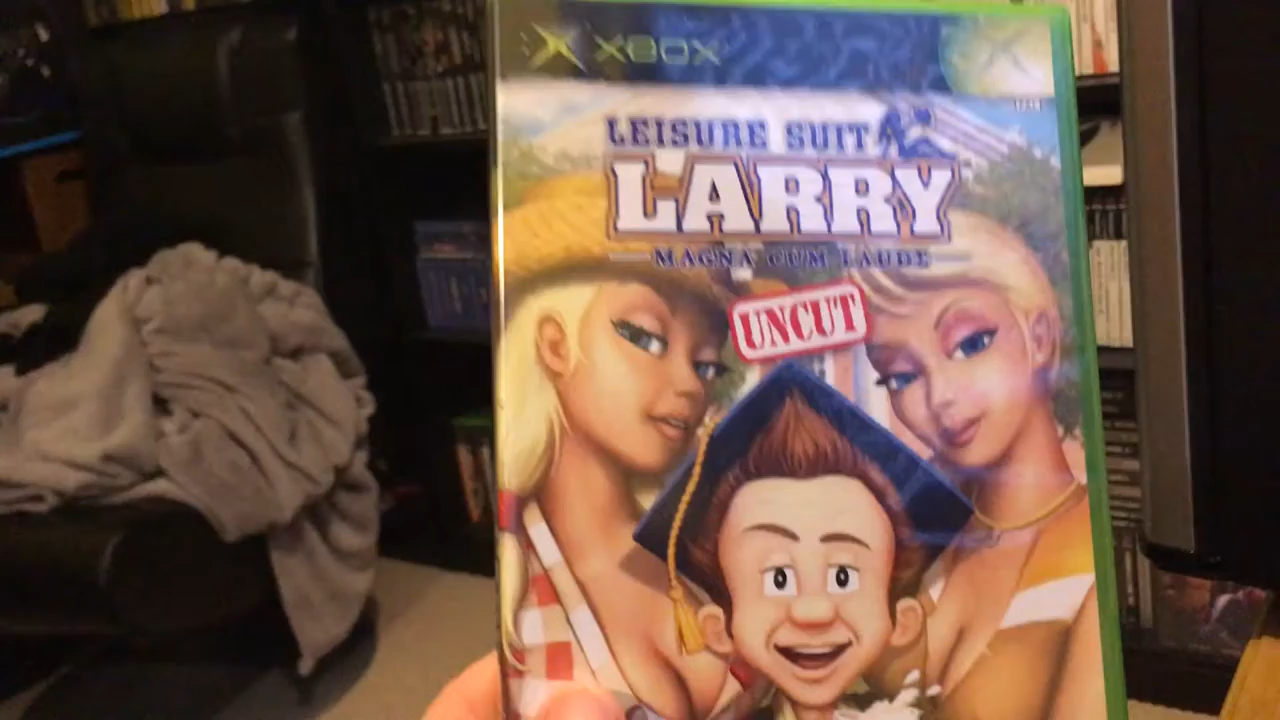 XBOX
LEISURE SUIT
LARRY
MAGNA CUM LAUDE
UNCUT